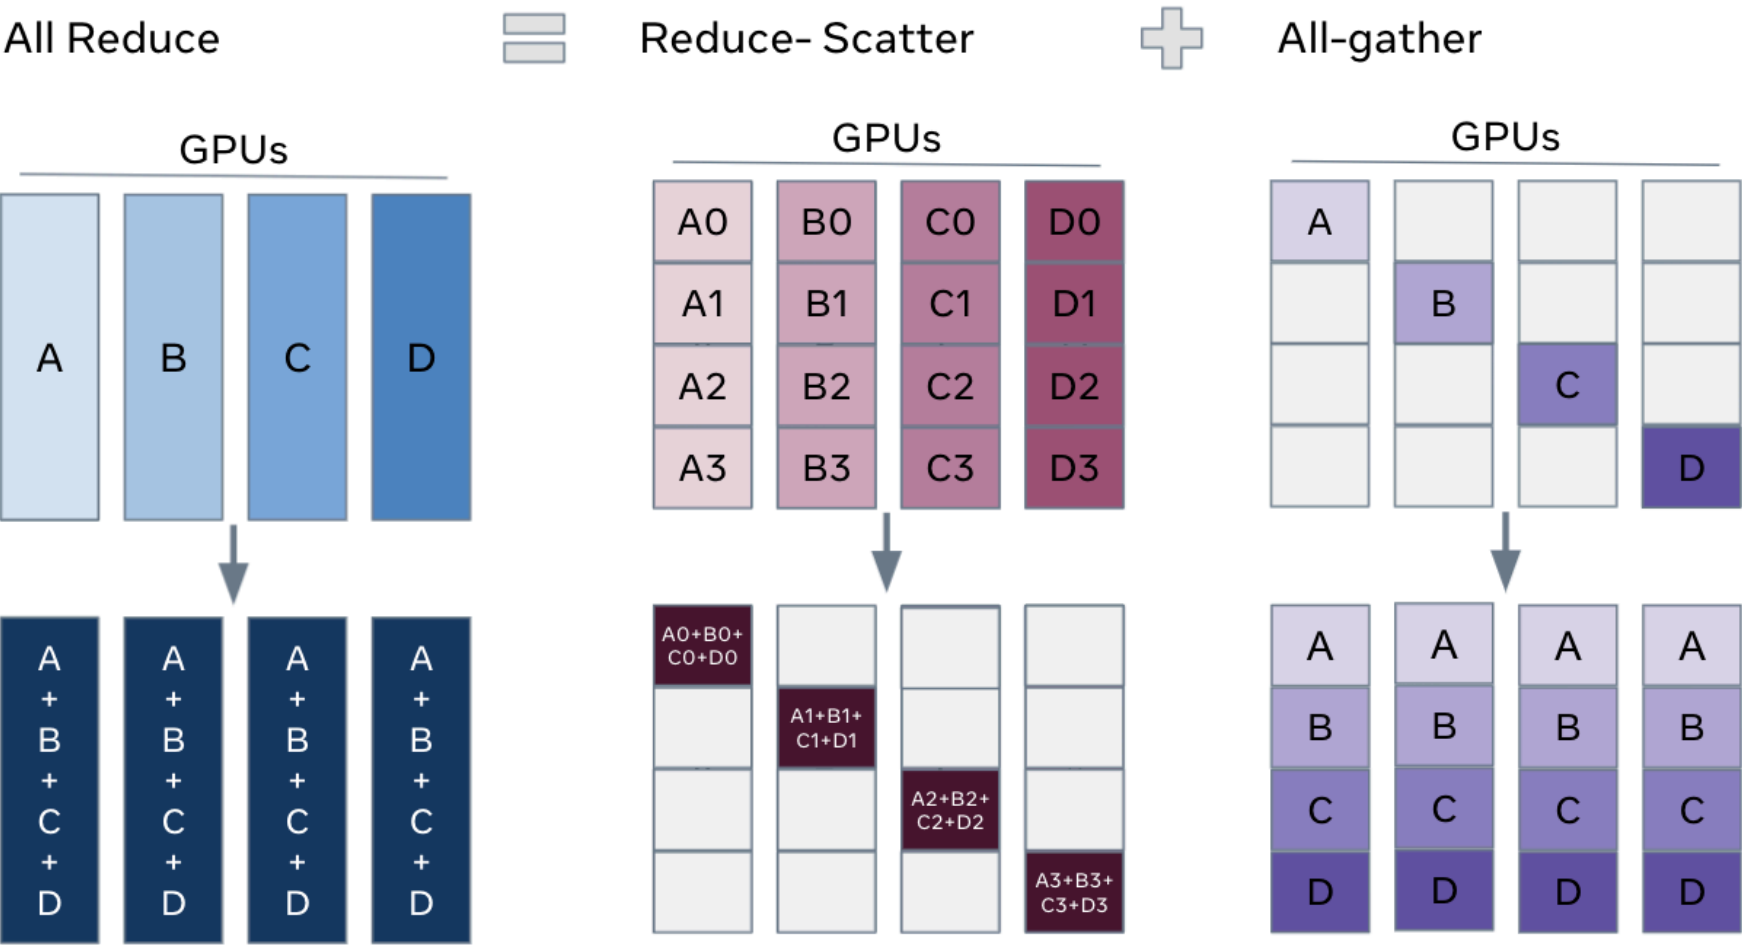 All Reduce
Reduce- Scatter
All-gather
GPUs
A B C D
A A A A
+ + + +
B B B B
+ + + +
C C C C
+ + + +
D D D D
GPUs
A0 B0 C0 D0
A1 B1 C1 D1
A2 B2 C2 D2
A3 B3 C3 D3
A0+B0+
C0+D0
A1+B1+
C1+D1
A2+B2+
C2+D2
A3+B3+
C3+D3
GPUs
A
B
C
D
A A A A
B B B B
C C C C
D D D D